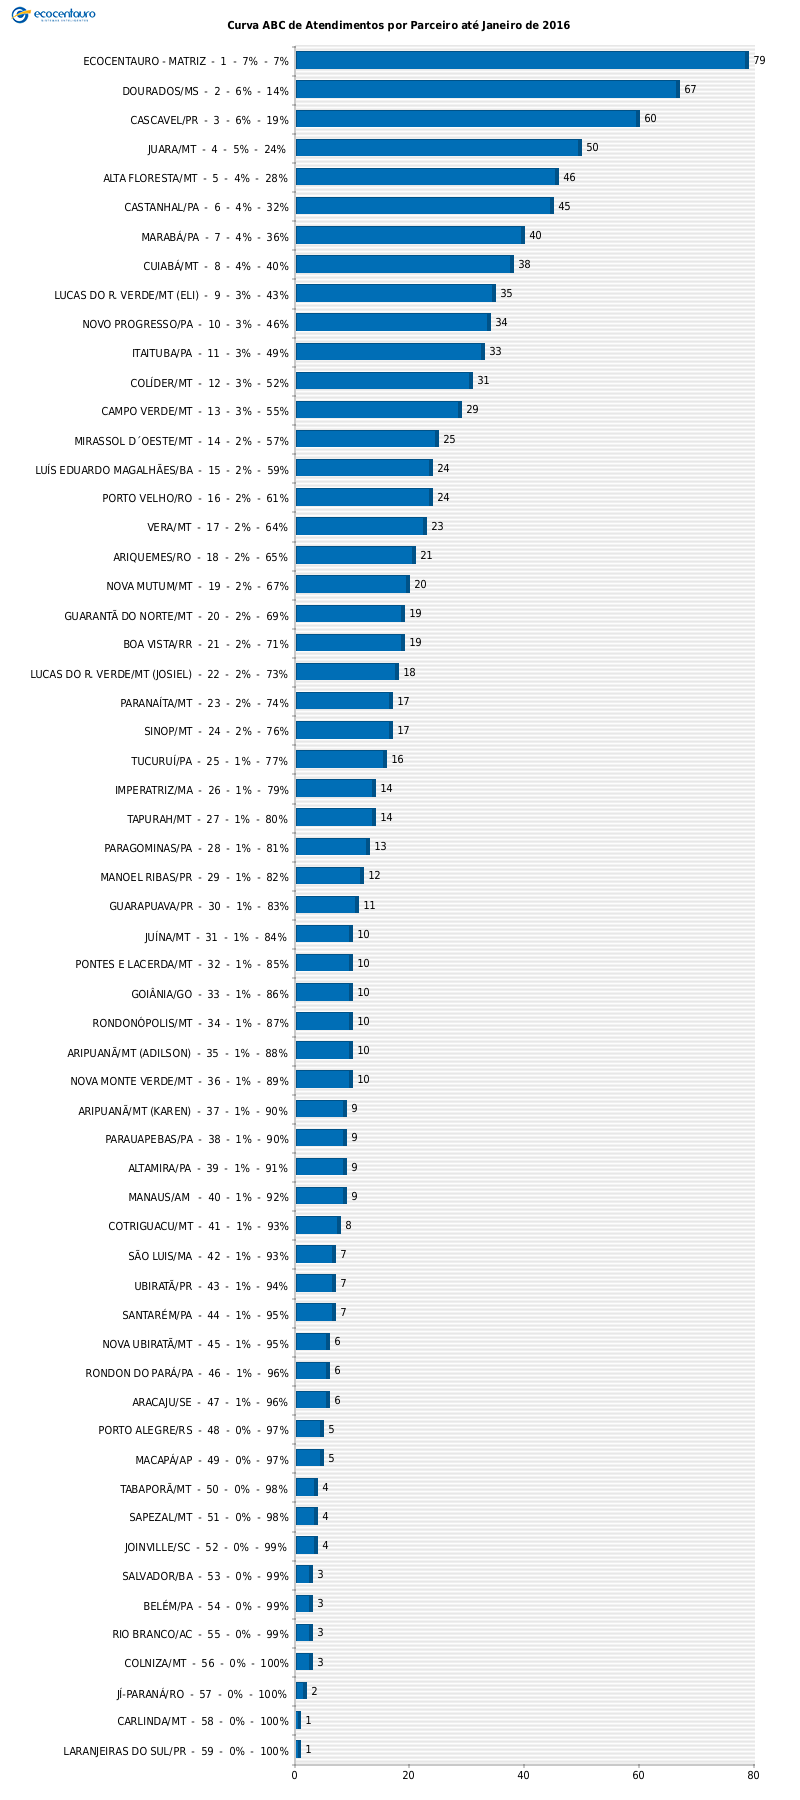 ecocentauro
Curva ABC de Atendimentos por Parceiro até Janeiro de 2016
ECOCENTAURO - MATRIZ - 1 - 7% - 7% 79
DOURADOS/MS - 2 - 6% - 14% 67
CASCAVEL/PR - 3 - 6% - 19% 60
JUARA/MT - 4 - 5% - 24% 50
ALTA FLORESTA/MT - 5 - 4% - 28% 46
CASTANHAL/PA - 6 - 4% - 32% 45
MARABÁ/PA - 7 - 4% - 36% 40
CUIABÁ/MT - 8 - 4% - 40% 38
LUCAS DO R. VERDE/MT (ELI) - 9 - 3% - 43% 35
NOVO PROGRESSO/PA - 10 - 3% - 46% 34
ITAITUBA/PA - 11 - 3% - 49% 33
COLÍDER/MT - 12 - 3% - 52% 31
CAMPO VERDE/MT - 13 - 3% - 55% 29
MIRASSOL D´OESTE/MT - 14 - 2% - 57% 25
LUÍS EDUARDO MAGALHÃES/BA - 15 - 2% - 59% 24
PORTO VELHO/RO - 16 - 2% - 61% 24
VERA/MT - 17 - 2% - 64% 23
ARIQUEMES/RO - 18 - 2% - 65% 21
NOVA MUTUM/MT - 19 - 2% - 67% 20
GUARANTÃ DO NORTE/MT - 20 - 2% - 69% 19
BOA VISTA/RR - 21 - 2% - 71% 19
LUCAS DO R. VERDE/MT (JOSIEL) - 22 - 2% - 73% 18
PARANAÍTA/MT - 23 - 2% - 74% 17
SINOP/MT - 24 - 2% - 76% 17
TUCURUÍ/PA - 25 - 1% - 77% 16
IMPERATRIZ/MA - 26 - 1% - 79% 14
TAPURAH/MT - 27 - 1% - 80% 14
PARAGOMINAS/PA - 28 - 1% - 81% 13
MANOEL RIBAS/PR - 29 - 1% - 82% 12
GUARAPUAVA/PR - 30 - 1% - 83% 11
JUÍNA/MT - 31 - 1% - 84% 10
PONTES E LACERDA/MT - 32 - 1% - 85% 10
GOIÂNIA/GO - 33 - 1% - 86% 10
RONDONÓPOLIS/MT - 34 - 1% - 87% 10
ARIPUANÃ/MT (ADILSON) - 35 - 1% - 88% 10
NOVA MONTE VERDE/MT - 36 - 1% - 89% 10
ARIPUANÃ/MT (KAREN) - 37 - 1% - 90% 9
PARAUAPEBAS/PA - 38 - 1% - 90% 9
ALTAMIRA/PA - 39 - 1% - 91% 9
MANAUS/AM - 40 - 1% - 92% 9
COTRIGUACU/MT - 41 - 1% - 93% 8
SÃO LUIS/MA - 42 - 1% - 93% 7
UBIRATÃ/PR - 43 - 1% - 94% 7
SANTARÉM/PA - 44 - 1% - 95% 7
NOVA UBIRATÃ/MT - 45 - 1% - 95% 6
RONDON DO PARÁ/PA - 46 - 1% - 96% 6
ARACAJU/SE - 47 - 1% - 96% 6
PORTO ALEGRE/RS - 48 - 0% - 97% 5
MACAPÁ/AP - 49 - 0% - 97% 5
TABAPORÃ/MT - 50 - 0% - 98% 4
SAPEZAL/MT - 51 - 0% - 98% 4
JOINVILLE/SC - 52 - 0% - 99% 4
SALVADOR/BA - 53 - 0% - 99% 3
BELÉM/PA - 54 - 0% - 99% 3
RIO BRANCO/AC - 55 - 0% - 99% 3
COLNIZA/MT - 56 - 0% - 100% 3
JÍ-PARANÁ/RO - 57 - 0% - 100% 2
CARLINDA/MT - 58 - 0% - 100% 1
LARANJEIRAS DO SUL/PR - 59 - 0% - 100% 1
0 20 40 60 80